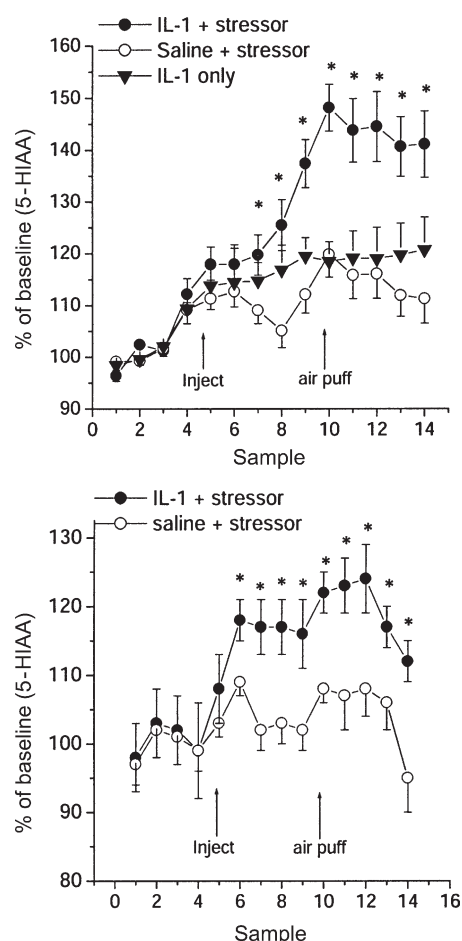 IL-1 + stressor
Saline + stressor
IL-1 only
160
150
140
130
120
110
100
90
% of baseline (5-HIAA)
* * * * * * * *
Inject
air puff
0 2 4 6 8 10 12 14
Sample
IL-1 + stressor
saline + stressor
130
120
110
100
90
80
% of baseline (5-HIAA)
* * * * * * * * *
Inject
air puff
0 2 4 6 8 10 12 14 16
Sample